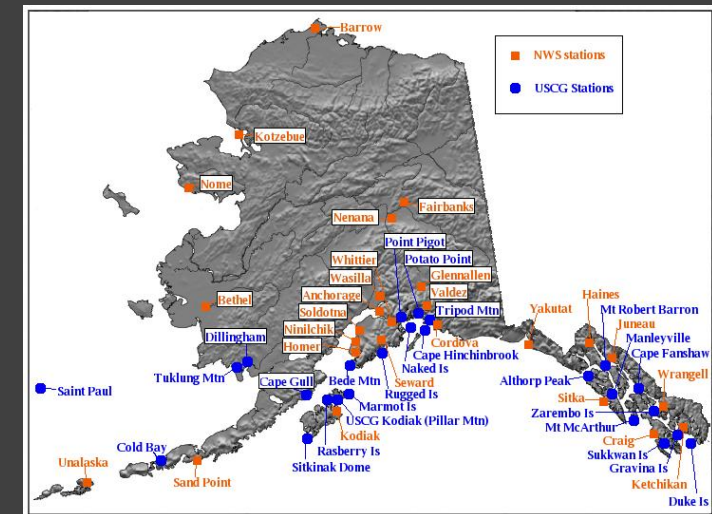 Barrow
NWS stations
USCG Stations
Kotzebue
Nome
Fairbanks
Nenana
Point Pigot
Whittier
Potato Point
Wasilla
Glennallen
Anchorage
Valdez
Bethel
Soldotna
Tripod Mtn
Ninilchik
Cordova
Homer
Dillingham
Cape Hinchinbrook
Naked Is
Tuklung Mtn
Cape Gull
Bede Mtn
Seward
Rugged Is
Saint Paul
Marmot Is
USCG Kodiak (Pillar Mtn)
Kodiak
Rasberry Is
Sitkinak Dome
Cold Bay
Unalaska
Sand Point
Yakutat
Haines
Mt Robert Barron
Juneau
Manleyville
Cape Fanshaw
Althorp Peak
Wrangell
Sitka
Zarembo Is
Mt McArthur
Craig
Sukkwan Is
Gravina Is
Ketchikan
Duke Is